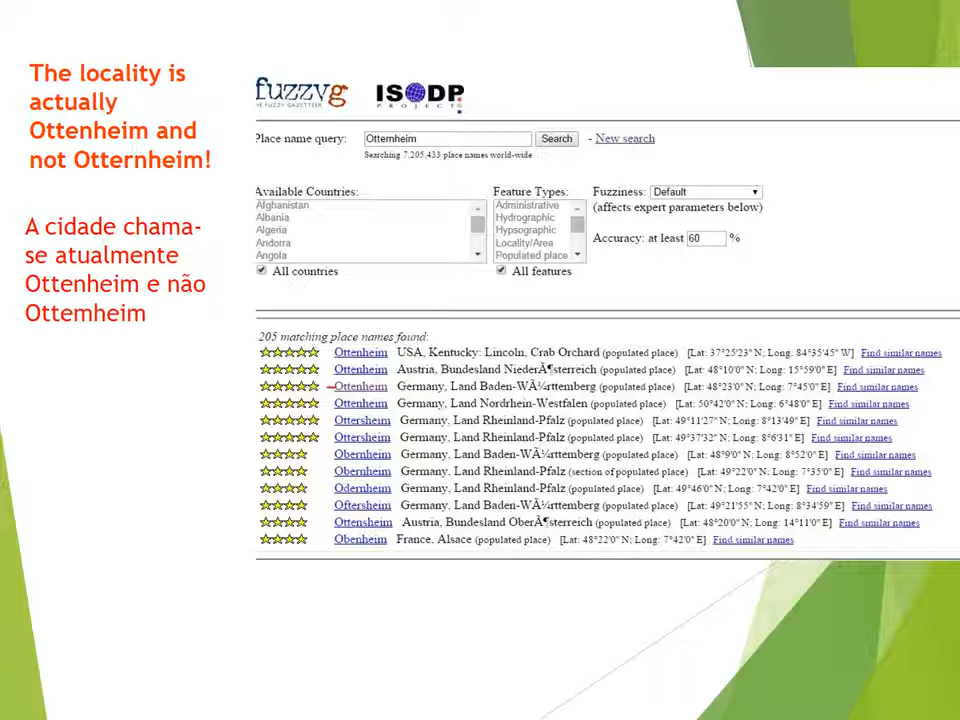 The locality is
actually
Ottenheim and
not Otternheim!
A cidade chama-
se atualmente
Ottenheim e não
Ottemheim
fuzzyg
HE FUZZY GAZETTEER
ISODP
PROJECT
Place name query: Otternheim Search - New search
Searching 7,205,433 place names world-wide
Available Countries: Feature Types: Fuzziness: Default
(affects expert parameters below)
Afghanistan
Albania
Algeria
Andorra
Angola
Administrative
Hydrographic
Hypsographic
Locality/Area
Populated place
Accuracy: at least 60 %
All countries
All features
205 matching place names found:
Ottenheim USA, Kentucky: Lincoln, Crab Orchard (populated place) [Lat: 37°25'23" N; Long: 84°35'45" W] Find similar names
Ottenheim Austria, Bundesland NiederÃ¶sterreich (populated place) [Lat: 48°10'0" N; Long: 15°59'0" E] Find similar names
Ottenheim Germany, Land Baden-WÃ¼rttemberg (populated place) [Lat: 48°23'0" N; Long: 7°45'0" E] Find similar names
Ottenheim Germany, Land Nordrhein-Westfalen (populated place) [Lat: 50°42'0" N; Long: 6°48'0" E] Find similar names
Ottersheim Germany, Land Rheinland-Pfalz (populated place) [Lat: 49°11'27" N; Long: 8°13'49" E] Find similar names
Ottersheim Germany, Land Rheinland-Pfalz (populated place) [Lat: 49°37'32" N; Long: 8°6'31" E] Find similar names
Obernheim Germany, Land Baden-WÃ¼rttemberg (populated place) [Lat: 48°9'0" N; Long: 8°52'0" E] Find similar names
Obernheim Germany, Land Rheinland-Pfalz (section of populated place) [Lat: 49°22'0" N; Long: 7°35'0" E] Find similar names
Odernheim Germany, Land Rheinland-Pfalz (populated place) [Lat: 49°46'0" N; Long: 7°42'0" E] Find similar names
Oftersheim Germany, Land Baden-WÃ¼rttemberg (populated place) [Lat: 49°21'55" N; Long: 8°34'59" E] Find similar names
Ottensheim Austria, Bundesland OberÃ¶sterreich (populated place) [Lat: 48°20'0" N; Long: 14°11'0" E] Find similar names
Obenheim France, Alsace (populated place) [Lat: 48°22'0" N; Long: 7°42'0" E] Find similar names